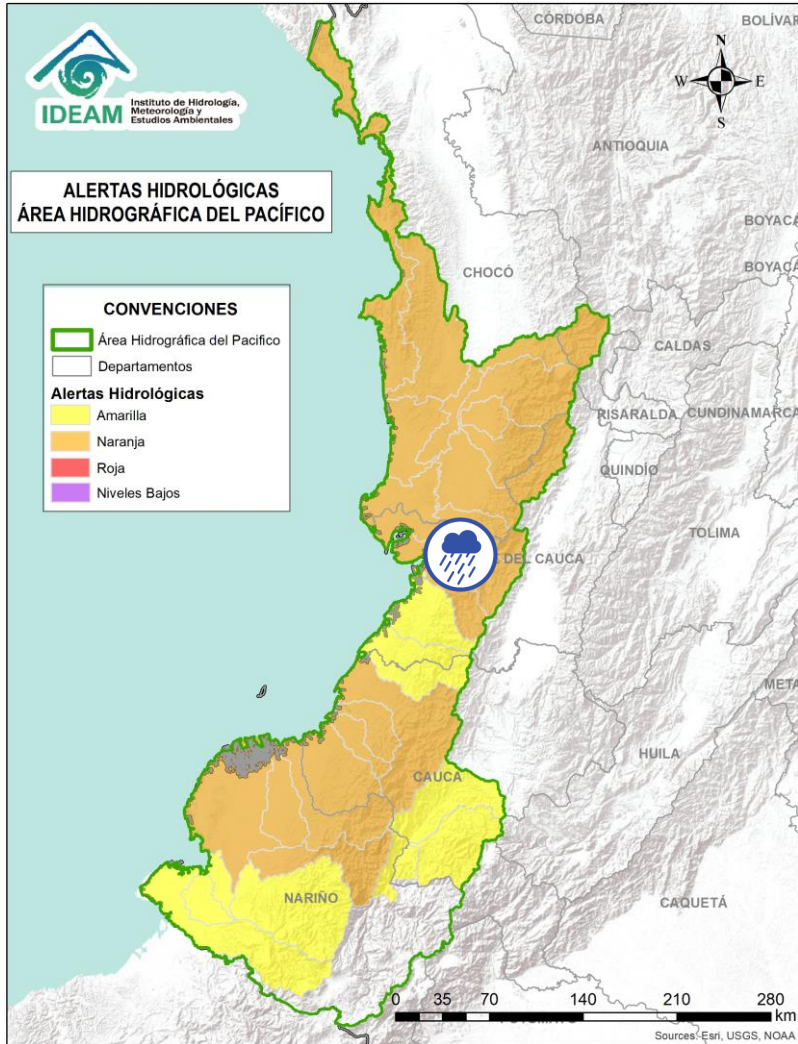 CÓRDOBA
BOLÍVAR
IDEAM
Instituto de Hidrología,
Meteorología y
Estudios Ambientales
N
W E
S
ANTIOQUIA
ALERTAS HIDROLÓGICAS
ÁREA HIDROGRÁFICA DEL PACÍFICO
BOYACÁ
BOYACÁ
CHOCÓ
CONVENCIONES
Área Hidrográfica del Pacifico
Departamentos
Alertas Hidrológicas
Amarilla
Naranja
Roja
Niveles Bajos
CALDAS
RISARALDA
CUNDINAMARCA
QUINDÍO
TOLIMA
DEL CAUCA
META
HUILA
CAUCA
NARIÑO
CAQUETÁ
0 35 70 140 210 280
km
Sources: Esri, USGS, NOAA